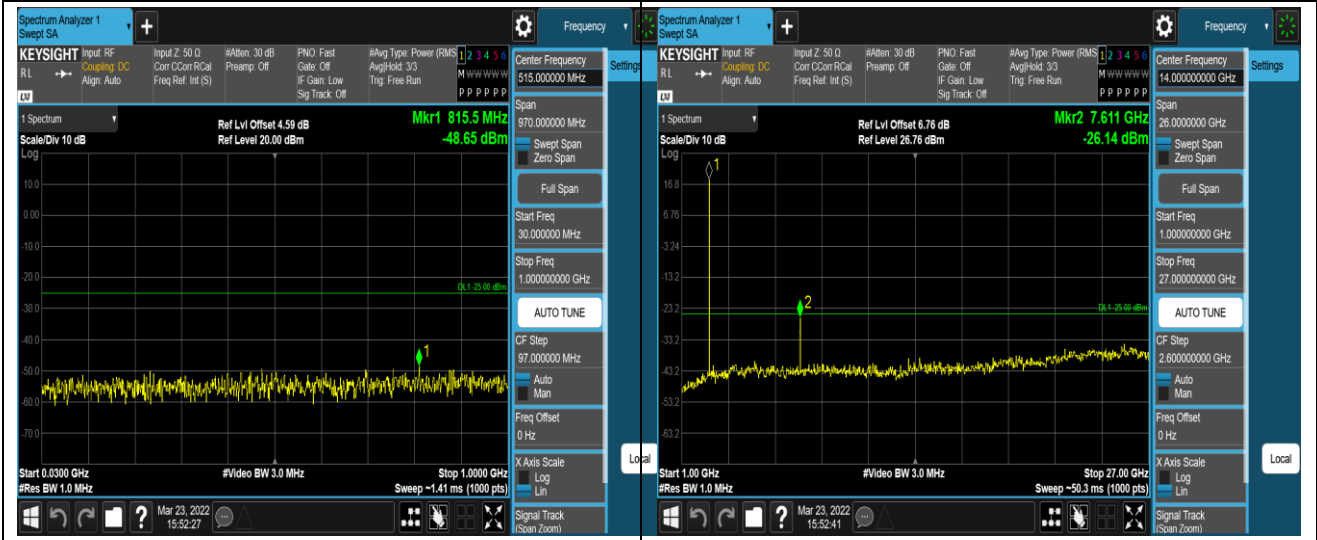 Spectrum Analyzer 1
Swept SA
+
Frequency
KEYSIGHT
Input: RF
Coupling: DC
Align: Auto
Input Z: 50 Ω
Corr CCorr RCal
Freq Ref: Int (S)
#Atten: 30 dB
Preamp: Off
PNO: Fast
Gate: Off
IF Gain: Low
Sig Track: Off
#Avg Type: Power (RMS
Avg|Hold: 3/3
Trig: Free Run
1 2 3 4 5 6
M W W W W W
P P P P P P
RL
LXI
Center Frequency
515.000000 MHz
Settings
1 Spectrum
Scale/Div 10 dB
Log
Ref Lvl Offset 4.59 dB
Ref Level 20.00 dBm
Mkr1 815.5 MHz
-48.65 dBm
Span
970.000000 MHz
Swept Span
Zero Span
Full Span
Start Freq
30.000000 MHz
Stop Freq
1.000000000 GHz
AUTO TUNE
CF Step
97.000000 MHz
Auto
Man
Freq Offset
0 Hz
X Axis Scale
Log
Lin
Signal Track
(Span Zoom)
Local
10.0
0.00
-10.0
-20.0
-30.0
-40.0
-50.0
-60.0
-70.0
DL1 -25.00 dBm
1
Start 0.0300 GHz
#Res BW 1.0 MHz
#Video BW 3.0 MHz
Stop 1.0000 GHz
Sweep ~1.41 ms (1000 pts)
?
Mar 23, 2022
15:52:27
Spectrum Analyzer 1
Swept SA
+
Frequency
KEYSIGHT
Input: RF
Coupling: DC
Align: Auto
Input Z: 50 Ω
Corr CCorr RCal
Freq Ref: Int (S)
#Atten: 30 dB
Preamp: Off
PNO: Fast
Gate: Off
IF Gain: Low
Sig Track: Off
#Avg Type: Power (RMS
Avg|Hold: 3/3
Trig: Free Run
1 2 3 4 5 6
M W W W W W
P P P P P P
RL
LXI
Center Frequency
14.000000000 GHz
Settings
1 Spectrum
Scale/Div 10 dB
Log
Ref Lvl Offset 6.76 dB
Ref Level 26.76 dBm
Mkr2 7.611 GHz
-26.14 dBm
Span
26.0000000 GHz
Swept Span
Zero Span
Full Span
Start Freq
1.000000000 GHz
Stop Freq
27.000000000 GHz
AUTO TUNE
CF Step
2.600000000 GHz
Auto
Man
Freq Offset
0 Hz
X Axis Scale
Log
Lin
Signal Track
(Span Zoom)
Local
16.8
6.76
-3.24
-13.2
-23.2
-33.2
-43.2
-53.2
-63.2
1
2
DL1 -25.00 dBm
Start 1.00 GHz
#Res BW 1.0 MHz
#Video BW 3.0 MHz
Stop 27.00 GHz
Sweep ~50.3 ms (1000 pts)
?
Mar 23, 2022
15:52:41